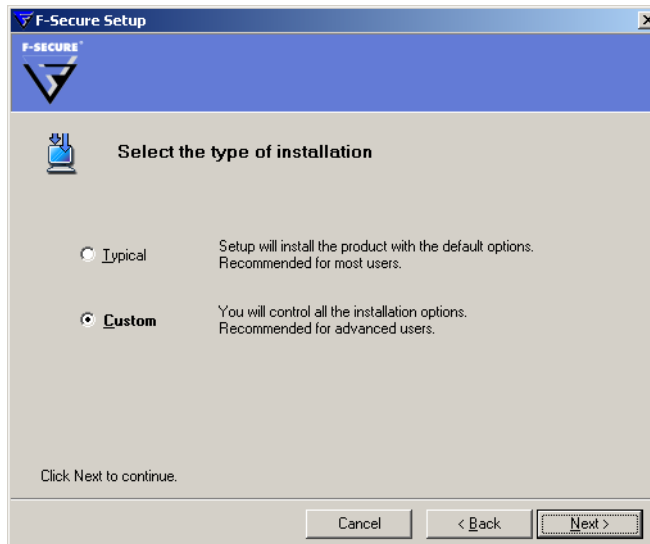 F-Secure Setup
F-SECURE®
Select the type of installation
Typical
Setup will install the product with the default options.
Recommended for most users.
Custom
You will control all the installation options.
Recommended for advanced users.
Click Next to continue.
Cancel
< Back
Next >